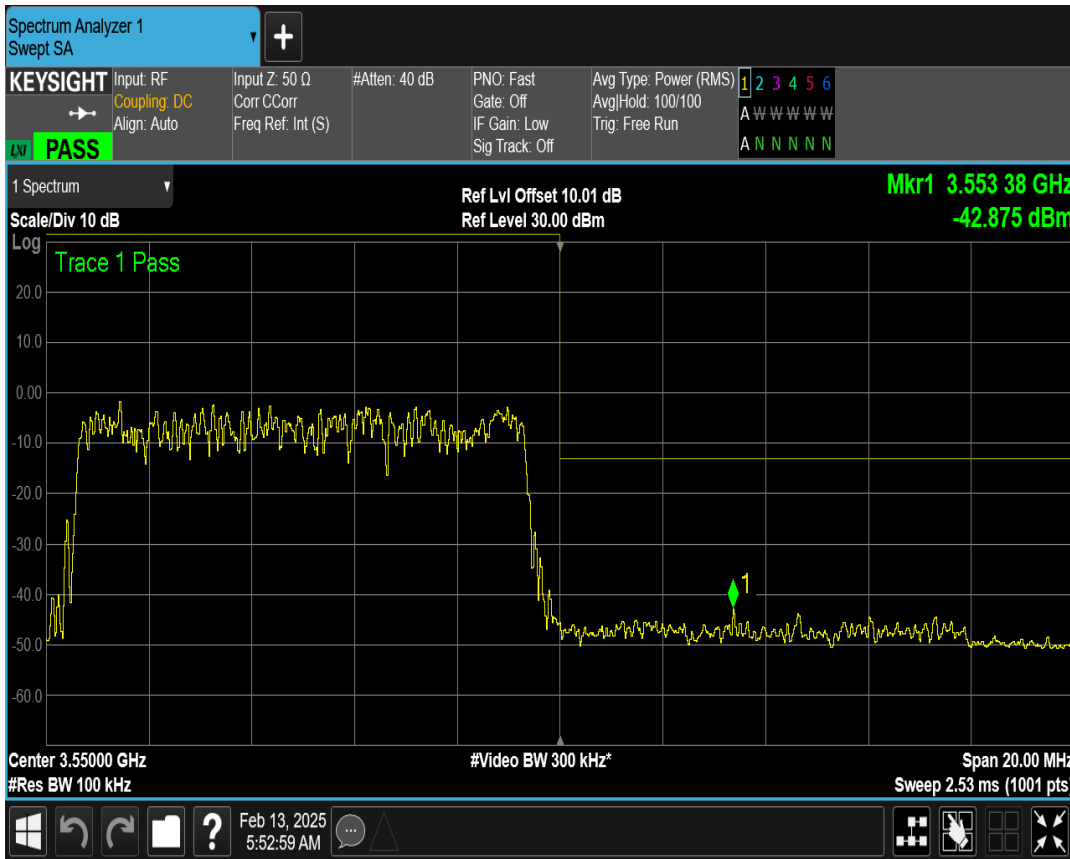 Spectrum Analyzer 1
Swept SA
+
KEYSIGHT
LXI PASS
Input: RF
Coupling: DC
Align: Auto
Input Z: 50 Ω
Corr CCorr
Freq Ref: Int (S)
#Atten: 40 dB
PNO: Fast
Gate: Off
IF Gain: Low
Sig Track: Off
Avg Type: Power (RMS)
Avg|Hold: 100/100
Trig: Free Run
1 2 3 4 5 6
A W W W W W
A N N N N N
1 Spectrum
Scale/Div 10 dB
Ref Lvl Offset 10.01 dB
Ref Level 30.00 dBm
Mkr1 3.553 38 GHz
-42.875 dBm
Log
Trace 1 Pass
20.0
10.0
0.00
-10.0
-20.0
-30.0
-40.0
-50.0
-60.0
1
Center 3.55000 GHz
#Res BW 100 kHz
#Video BW 300 kHz*
Span 20.00 MHz
Sweep 2.53 ms (1001 pts)
?
Feb 13, 2025
5:52:59 AM